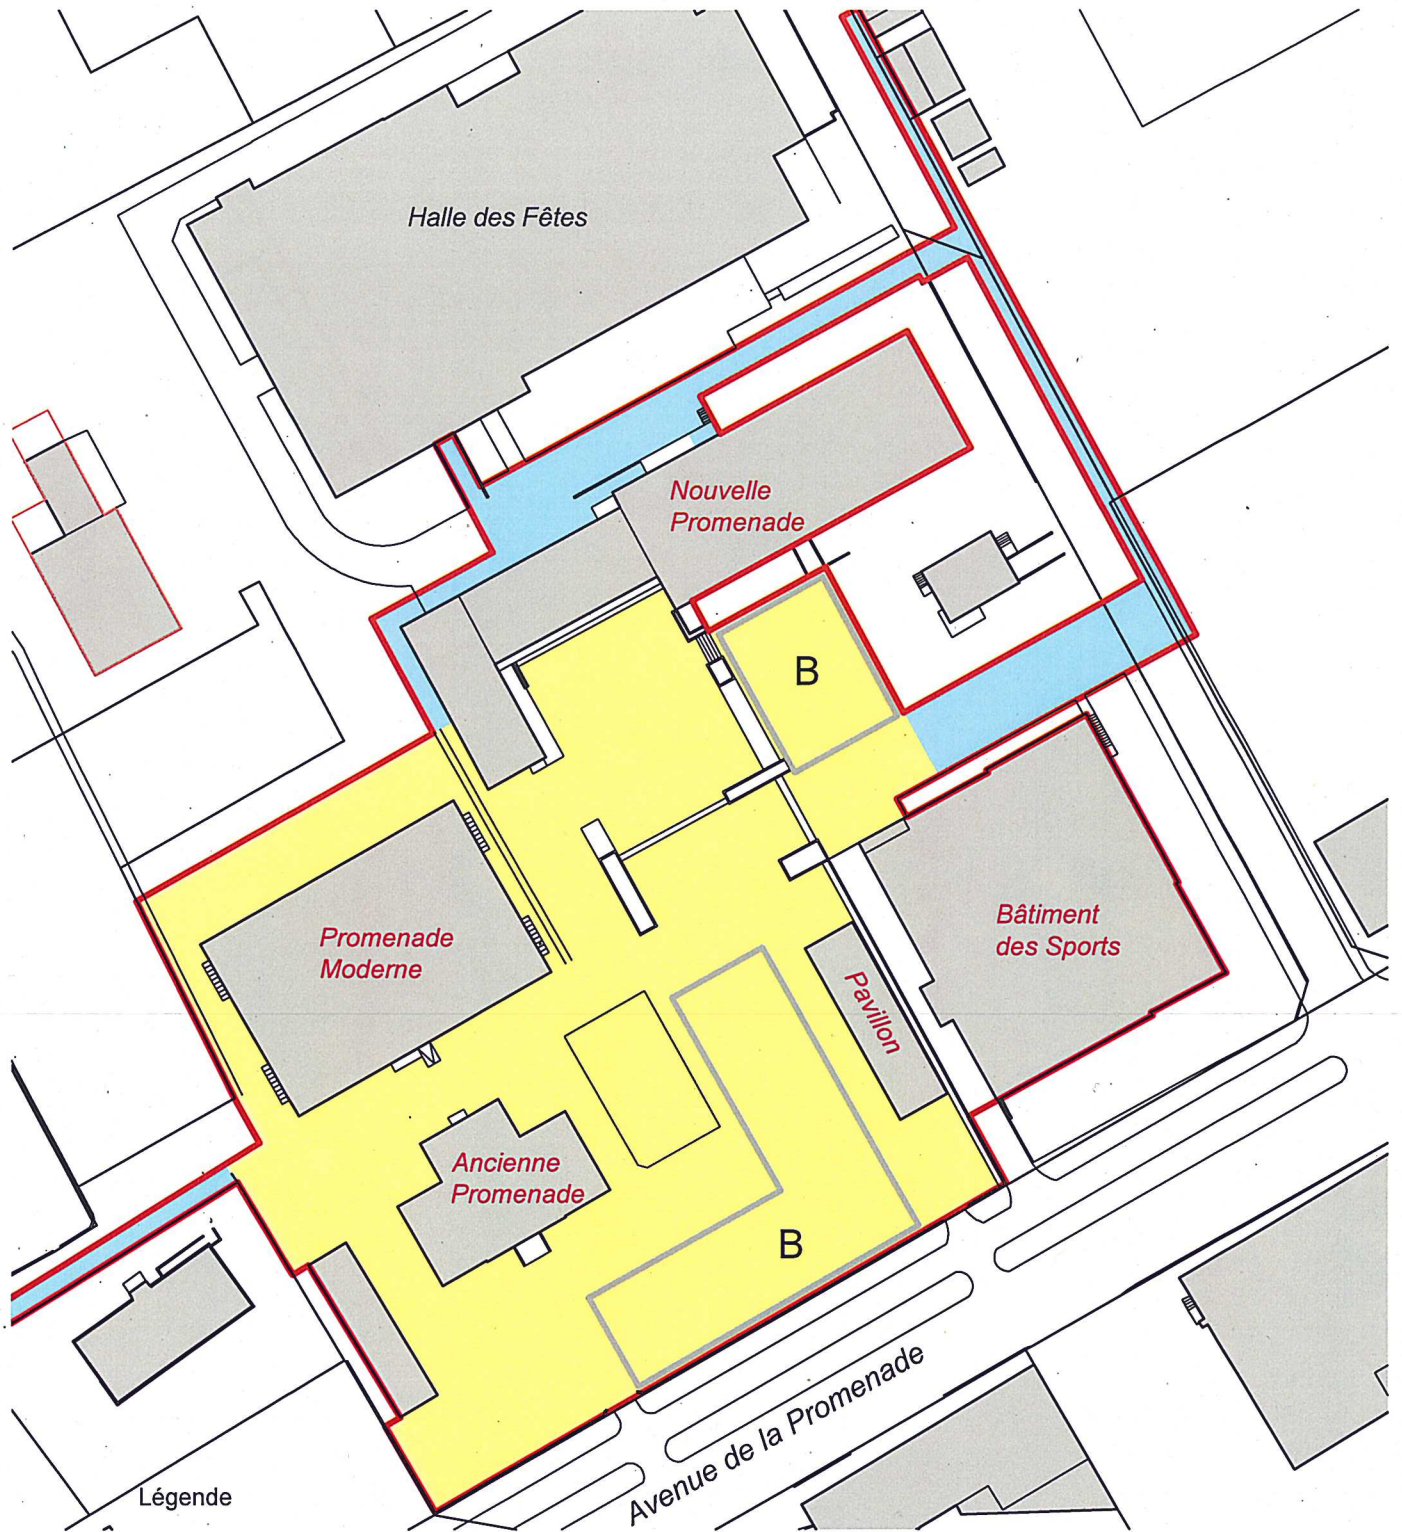 Halle des Fêtes
Nouvelle
Promenade
B
Promenade
Moderne
Bâtiment
des Sports
Pavillon
Ancienne
Promenade
B
Avenue de la Promenade
Légende